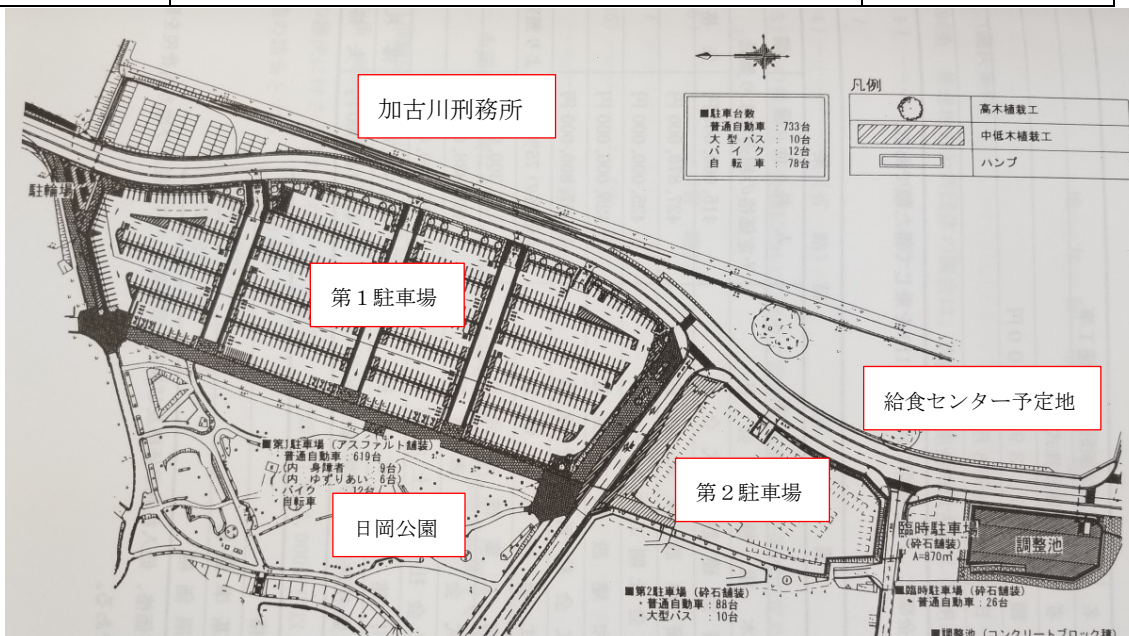 加古川刑務所
■駐車台数
普通自動車 : 733台
大型バス : 10台
バイク : 12台
自転車 : 78台
凡例
高木植栽工
中低木植栽工
ハンプ
駐輪場
第1駐車場
給食センター予定地
■第1駐車場(アスファルト舗装)
・普通自動車:619台
(内 身障者 : 9台)
(内 ゆずりあい : 6台)
・バイク : 12台
・自転車
日岡公園
第2駐車場
臨時駐車場
(砕石舗装)
A=870㎡
調整池
■第2駐車場(砕石舗装)
・普通自動車 : 88台
・大型バス : 10台
■臨時駐車場(砕石舗装)
・普通自動車 : 26台
■調整池(コンクリートブロック積)